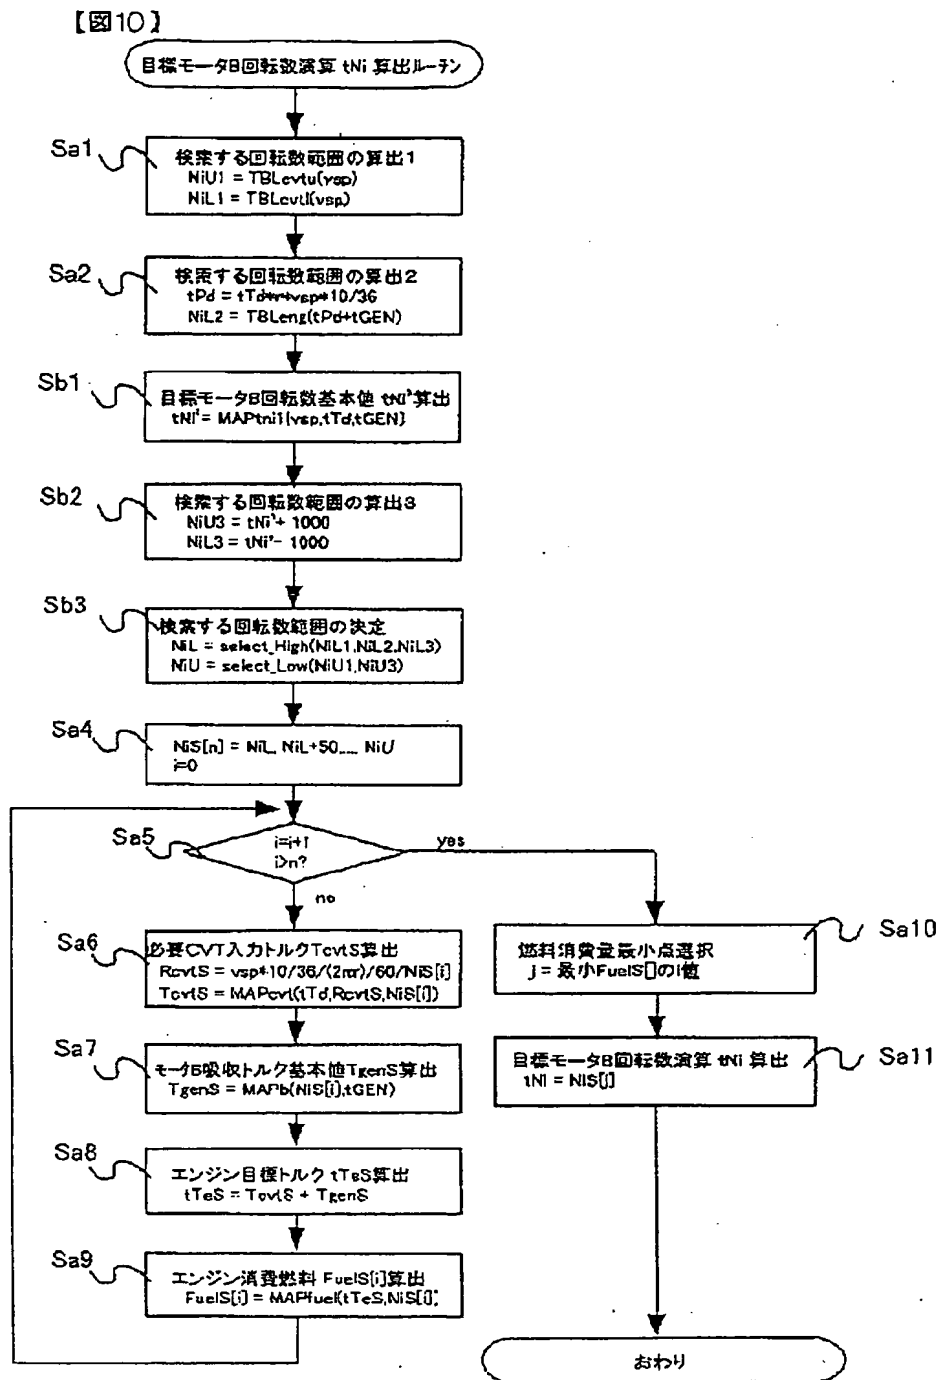 【図10】
目標モータB回転数演算 tNi 算出ルーチン
Sa1
検索する回転数範囲の算出1
NiU1 = TBLcvtu(vsp)
NiL1 = TBLcvtl(vsp)
Sa2
検索する回転数範囲の算出2
tPd = tTd*r*vsp*10/36
NiL2 = TBLeng(tPd+tGEN)
Sb1
目標モータB回転数基本値 tNi'算出
tNi' = MAPtni1(vsp,tTd,tGEN)
Sb2
検索する回転数範囲の算出3
NiU3 = tNi'+ 1000
NiL3 = tNi'- 1000
Sb3
検索する回転数範囲の決定
NiL = select_High(NiL1,NiL2,NiL3)
NiU = select_Low(NiU1,NiU3)
Sa4
NiS[n] = NiL, NiL+50,..., NiU
i=0
Sa5
i=i+1
i>n?
yes
no
Sa6
必要CVT入力トルクTcvtS算出
RcvtS = vsp*10/36/(2πr)/60/NiS[i]
TcvtS = MAPcvt(tTd,RcvtS,NiS[i])
Sa7
モータB吸収トルク基本値TgenS算出
TgenS = MAPb(NiS[i],tGEN)
Sa8
エンジン目標トルク tTeS算出
tTeS = TcvtS + TgenS
Sa9
エンジン消費燃料 FuelS[i]算出
FuelS[i] = MAPfuel(tTeS,NiS[i])
Sa10
燃料消費量最小点選択
j = 最小FuelS[]のi値
Sa11
目標モータB回転数演算 tNi 算出
tNi = NiS[j]
おわり